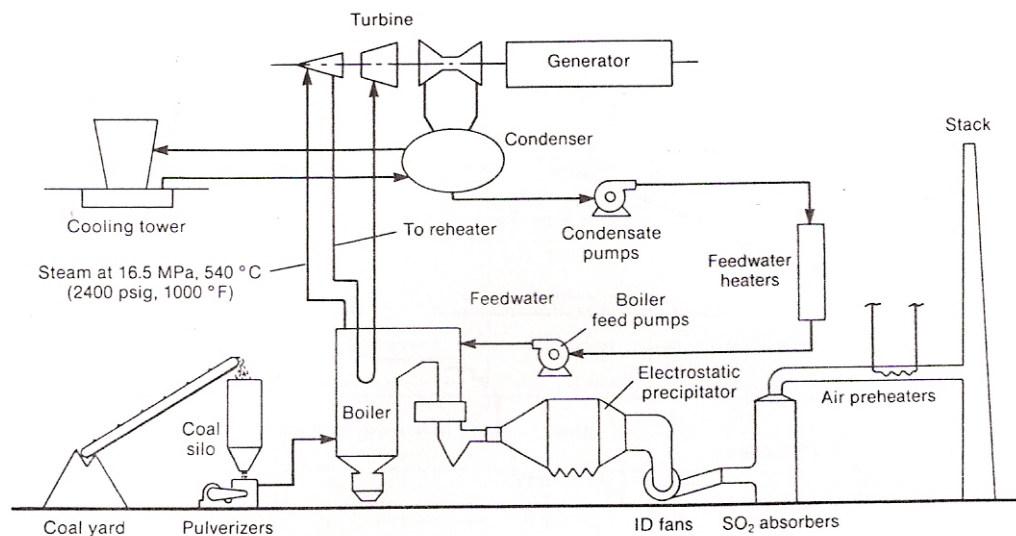 Turbine
Generator
Stack
Condenser
Cooling tower
To reheater
Condensate
pumps
Steam at 16.5 MPa, 540 °C
(2400 psig, 1000 °F)
Feedwater
heaters
Feedwater
Boiler
feed pumps
Electrostatic
precipitator
Air preheaters
Boiler
Coal
silo
Coal yard
Pulverizers
ID fans
SO₂ absorbers